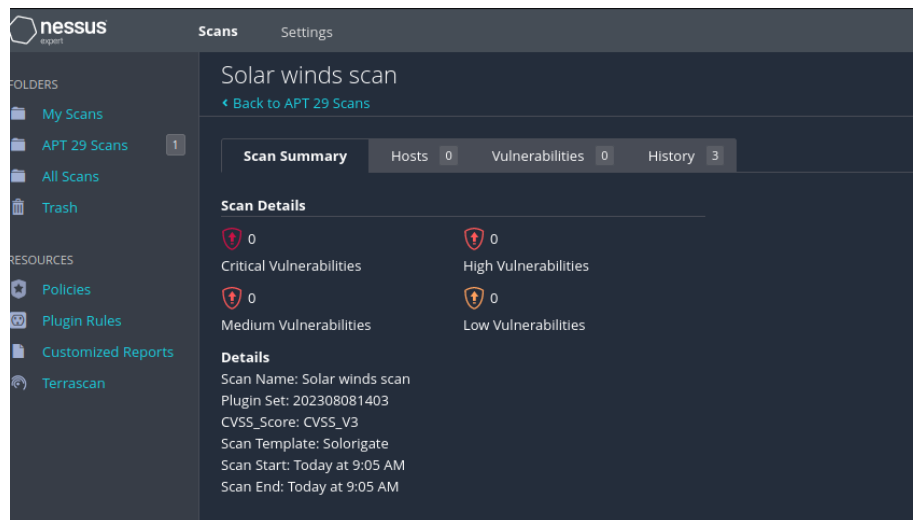 nessus
expert
Scans Settings
FOLDERS
My Scans
APT 29 Scans 1
All Scans
Trash
RESOURCES
Policies
Plugin Rules
Customized Reports
Terrascan
Solar winds scan
Back to APT 29 Scans
Scan Summary Hosts 0 Vulnerabilities 0 History 3
Scan Details
0 0
Critical Vulnerabilities High Vulnerabilities
0 0
Medium Vulnerabilities Low Vulnerabilities
Details
Scan Name: Solar winds scan
Plugin Set: 202308081403
CVSS_Score: CVSS_V3
Scan Template: Solorigate
Scan Start: Today at 9:05 AM
Scan End: Today at 9:05 AM